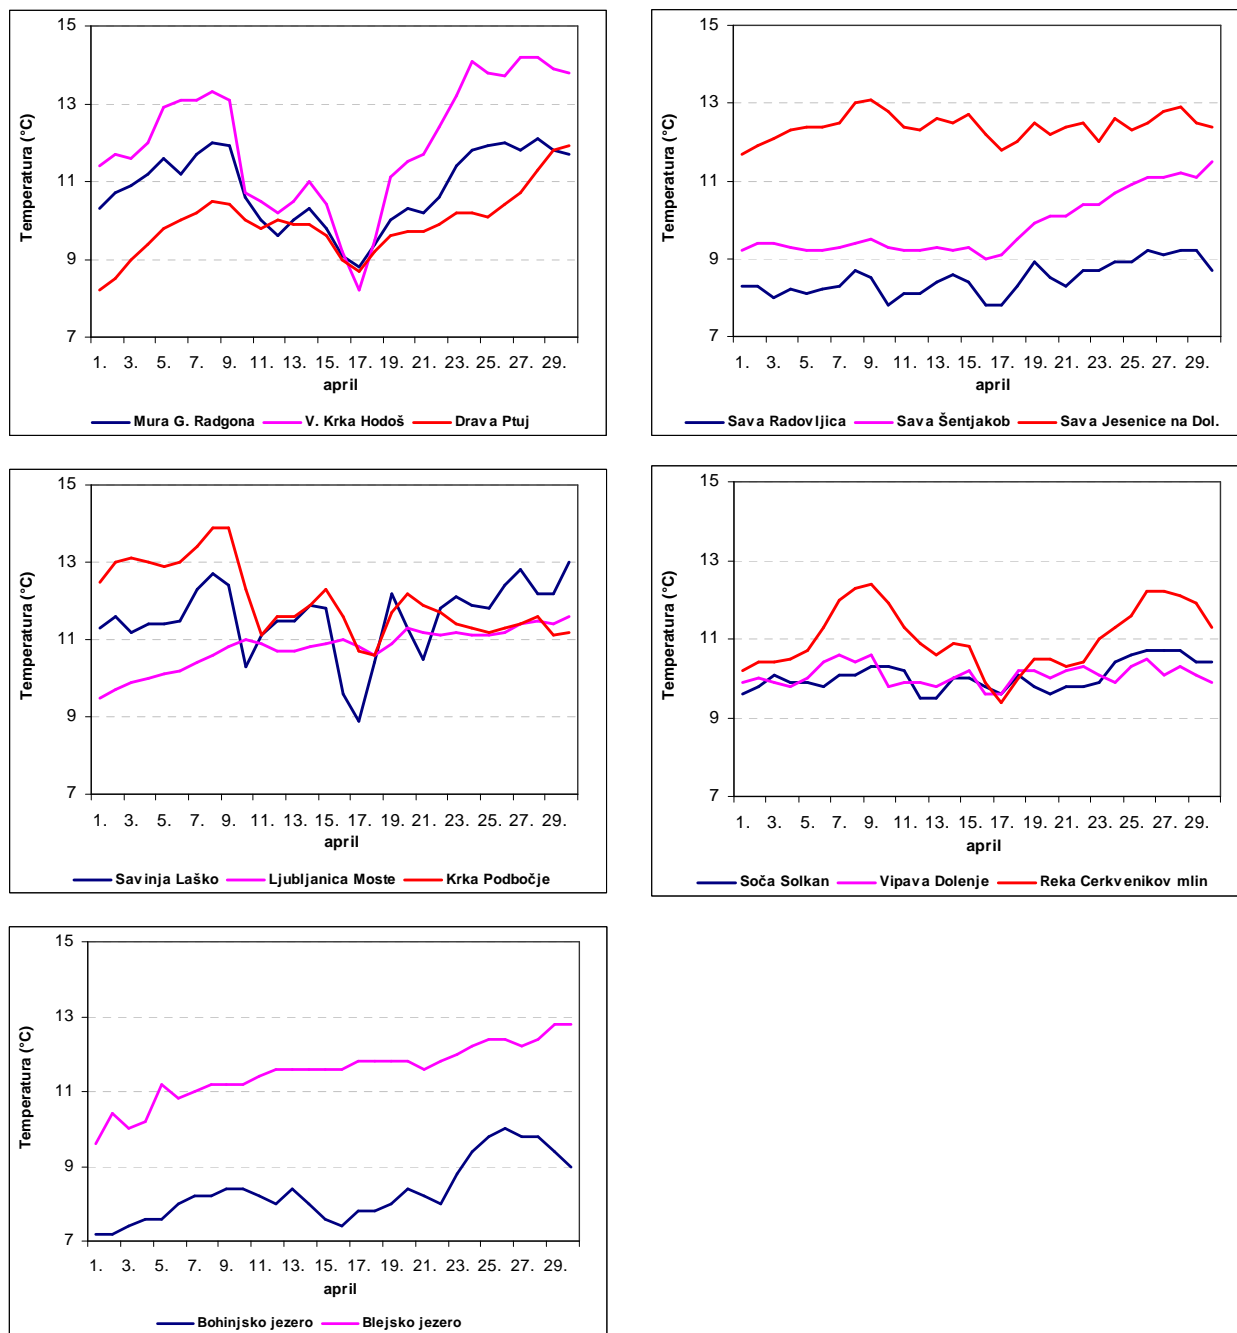 15
13
11
9
7
Temperatura (°C)
1. 3. 5. 7. 9. 11. 13. 15. 17. 19. 21. 23. 25. 27. 29.
april
Mura G. Radgona V. Krka Hodoš Drava Ptuj
15
13
11
9
7
Temperatura (°C)
1. 3. 5. 7. 9. 11. 13. 15. 17. 19. 21. 23. 25. 27. 29.
april
Sava Radovljica Sava Šentjakob Sava Jesenice na Dol.
15
13
11
9
7
Temperatura (°C)
1. 3. 5. 7. 9. 11. 13. 15. 17. 19. 21. 23. 25. 27. 29.
april
Savinja Laško Ljubljanica Moste Krka Podbočje
15
13
11
9
7
Temperatura (°C)
1. 3. 5. 7. 9. 11. 13. 15. 17. 19. 21. 23. 25. 27. 29.
april
Soča Solkan Vipava Dolenje Reka Cerkvenikov mlin
15
13
11
9
7
Temperatura (°C)
1. 3. 5. 7. 9. 11. 13. 15. 17. 19. 21. 23. 25. 27. 29.
april
Bohinjsko jezero Blejsko jezero